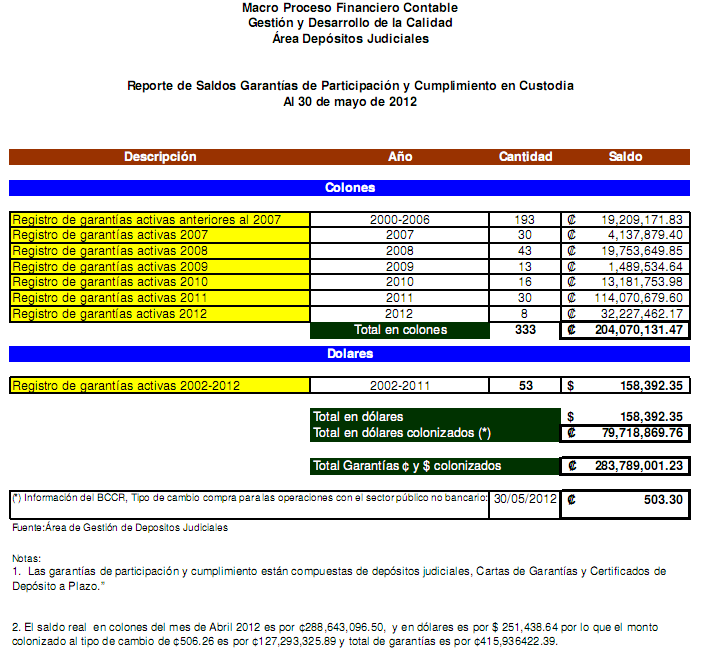 Macro Proceso Financiero Contable
Gestión y Desarrollo de la Calidad
Área Depósitos Judiciales
Reporte de Saldos Garantías de Participación y Cumplimiento en Custodia
Al 30 de mayo de 2012
Descripción Año Cantidad Saldo
Colones
Registro de garantías activas anteriores al 2007 2000-2006 193 ₡ 19,209,171.83
Registro de garantías activas 2007 2007 30 ₡ 4,137,879.40
Registro de garantías activas 2008 2008 43 ₡ 19,753,649.85
Registro de garantías activas 2009 2009 13 ₡ 1,489,534.64
Registro de garantías activas 2010 2010 16 ₡ 13,181,753.98
Registro de garantías activas 2011 2011 30 ₡ 114,070,679.60
Registro de garantías activas 2012 2012 8 ₡ 32,227,462.17
Total en colones 333 ₡ 204,070,131.47
Dolares
Registro de garantías activas 2002-2012 2002-2011 53 $ 158,392.35
Total en dólares $ 158,392.35
Total en dólares colonizados (*) ₡ 79,718,869.76
Total Garantías ¢ y $ colonizados ₡ 283,789,001.23
(*) Información del BCCR, Tipo de cambio compra para las operaciones con el sector público no bancario: 30/05/2012 ₡ 503.30
Fuente:Área de Gestión de Depositos Judiciales
Notas:
1. Las garantías de participación y cumplimiento están compuestas de depósitos judiciales, Cartas de Garantías y Certificados de
Depósito a Plazo.”
2. El saldo real en colones del mes de Abril 2012 es por ¢288,643,096.50, y en dólares es por $ 251,438.64 por lo que el monto
colonizado al tipo de cambio de ¢506.26 es por ¢127,293,325.89 y total de garantías es por ¢415,936422.39.